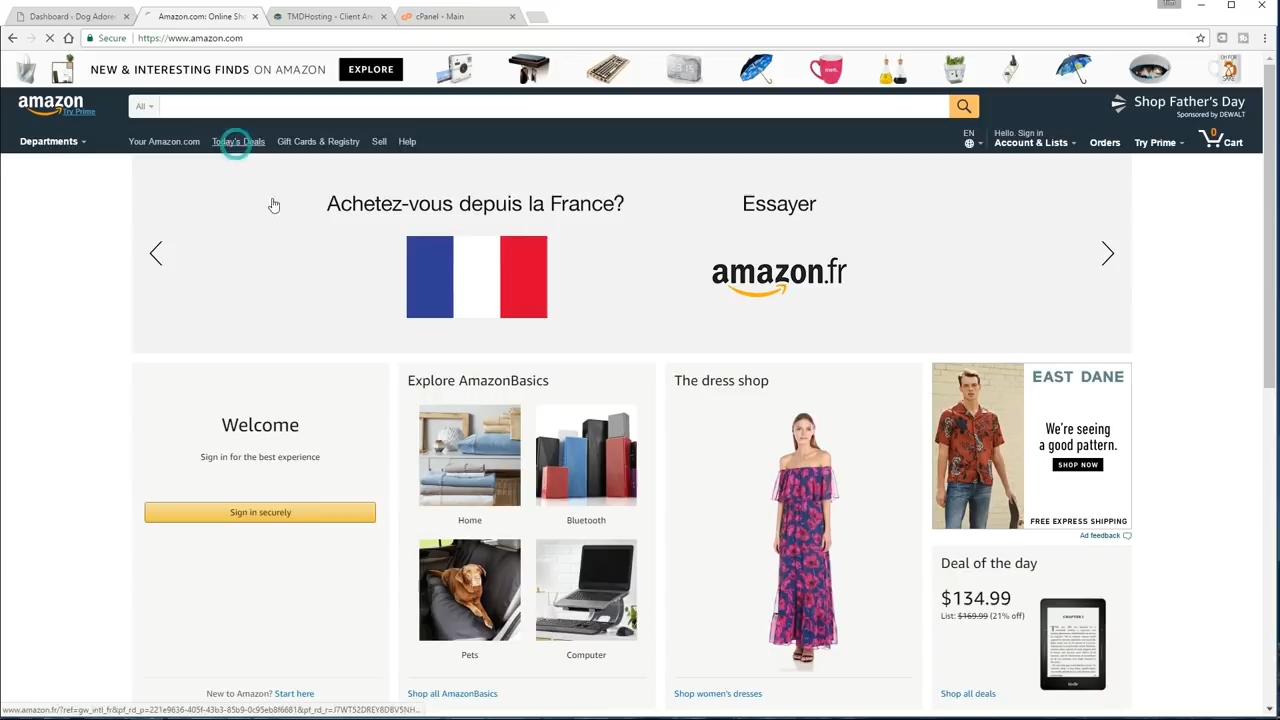 Dashboard ‹ Dog Adore
Amazon.com: Online Sho
TMDHosting - Client Are
cPanel - Main
Secure
https://www.amazon.com
NEW & INTERESTING FINDS ON AMAZON
EXPLORE
amazon
Try Prime
All
Shop Father's Day
Sponsored by DEWALT
Departments
Your Amazon.com
Today's Deals
Gift Cards & Registry
Sell
Help
EN
Hello. Sign in
Account & Lists
Orders
Try Prime
0
Cart
Achetez-vous depuis la France?
Essayer
amazon.fr
Welcome
Sign in for the best experience
Sign in securely
New to Amazon? Start here
Explore AmazonBasics
Home
Bluetooth
Pets
Computer
Shop all AmazonBasics
The dress shop
Shop women's dresses
EAST DANE
We're seeing
a good pattern.
SHOP NOW
FREE EXPRESS SHIPPING
Ad feedback
Deal of the day
$134.99
List: $169.99 (21% off)
CHAPTER 1
kindle
Shop all deals